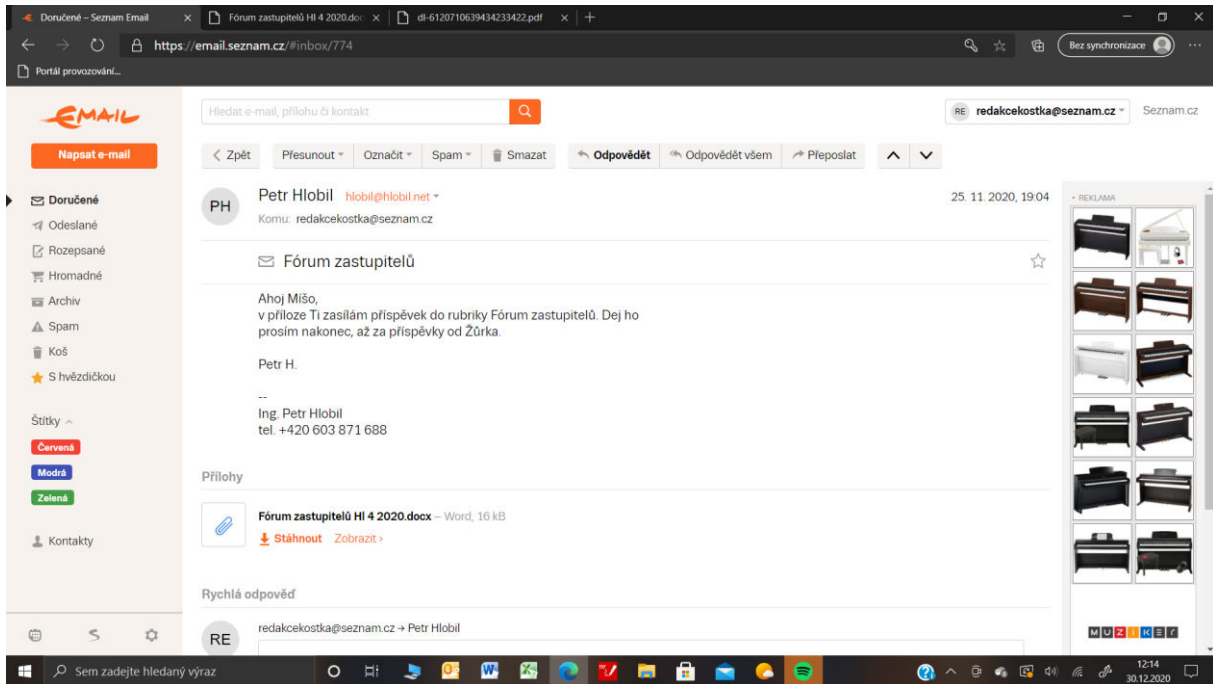 Doručené – Seznam Email
Fórum zastupitelů HI 4 2020.doc
dl-6120710639434233422.pdf
https://email.seznam.cz/#inbox/774
Bez synchronizace
Portál provozování...
EMAIL
Hledat e-mail, přílohu či kontakt
RE redakcekostka@seznam.cz
Seznam.cz
Napsat e-mail
Zpět
Přesunout
Označit
Spam
Smazat
Odpovědět
Odpovědět všem
Přeposlat
Doručené
Odeslané
Rozepsané
Hromadné
Archiv
Spam
Koš
S hvězdičkou
Štítky
Červená
Modrá
Zelená
Kontakty
PH
Petr Hlobil hlobil@hlobil.net
25. 11. 2020, 19:04
Komu: redakcekostka@seznam.cz
Fórum zastupitelů
Ahoj Míšo,
v příloze Ti zasílám příspěvek do rubriky Fórum zastupitelů. Dej ho
prosím nakonec, až za příspěvky od Žůrka.
Petr H.
--
Ing. Petr Hlobil
tel. +420 603 871 688
Přílohy
Fórum zastupitelů HI 4 2020.docx – Word, 16 kB
Stáhnout Zobrazit ›
Rychlá odpověď
RE
redakcekostka@seznam.cz → Petr Hlobil
• REKLAMA
MUZIKER
Sem zadejte hledaný výraz
12:14
30.12.2020